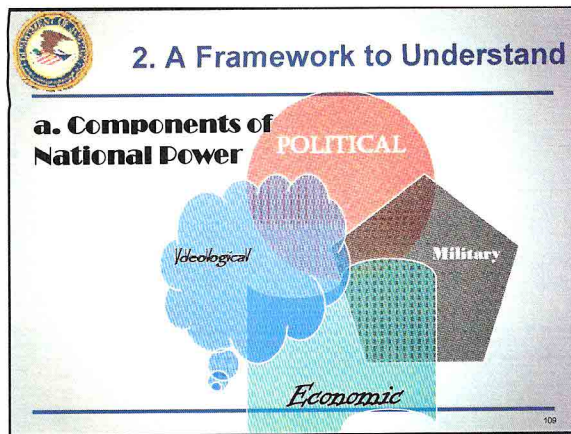 2. A Framework to Understand
a. Components of
National Power
POLITICAL
Ideological
Military
Economic
109